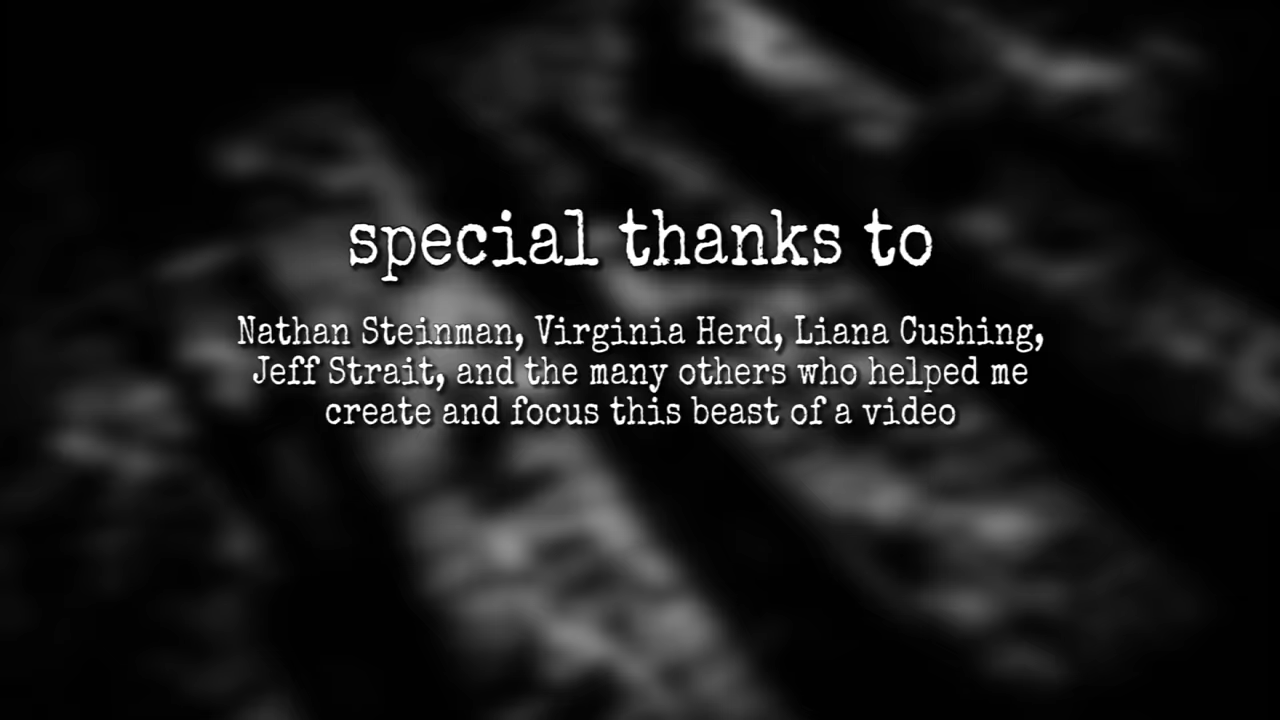 special thanks to
Nathan Steinman, Virginia Herd, Liana Cushing,
Jeff Strait, and the many others who helped me
create and focus this beast of a video